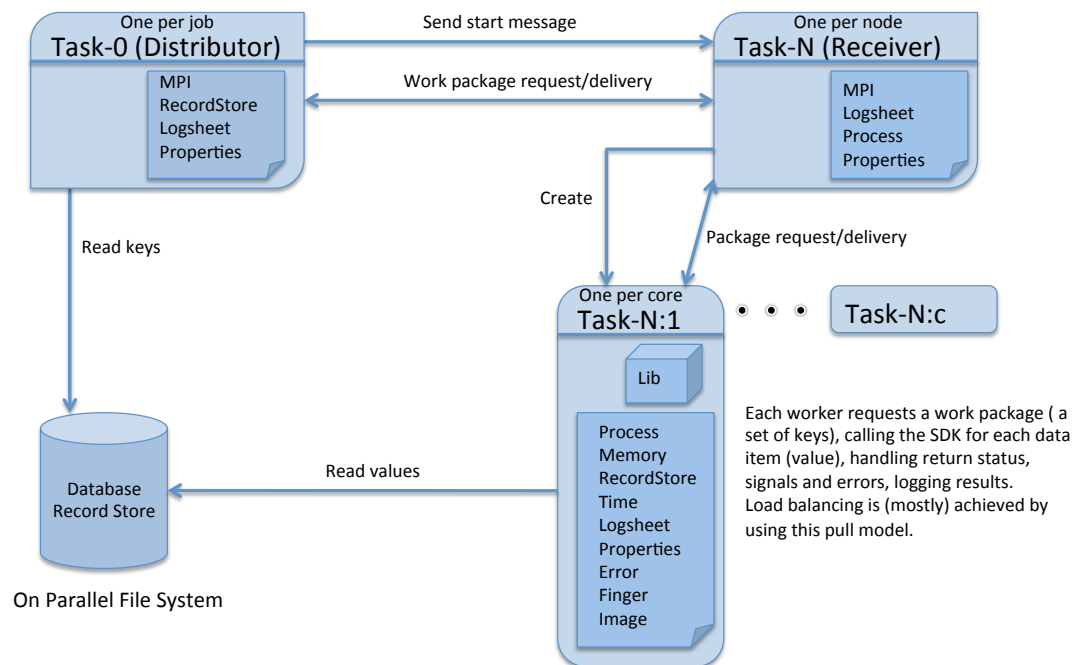 One per job
Task-0 (Distributor)
MPI
RecordStore
Logsheet
Properties
Send start message
Work package request/delivery
One per node
Task-N (Receiver)
MPI
Logsheet
Process
Properties
Create
Package request/delivery
Read keys
One per core
Task-N:1
Lib
Process
Memory
RecordStore
Time
Logsheet
Properties
Error
Finger
Image
Task-N:c
Each worker requests a work package ( a
set of keys), calling the SDK for each data
item (value), handling return status,
signals and errors, logging results.
Load balancing is (mostly) achieved by
using this pull model.
Read values
Database
Record Store
On Parallel File System